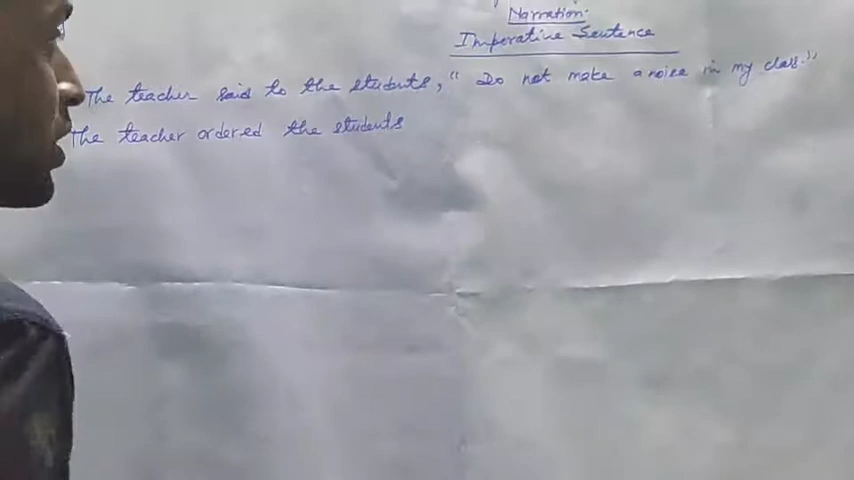 Narration.
Imperative Sentence
The teacher said to the students, "Do not make a noise in my class."
The teacher ordered the students